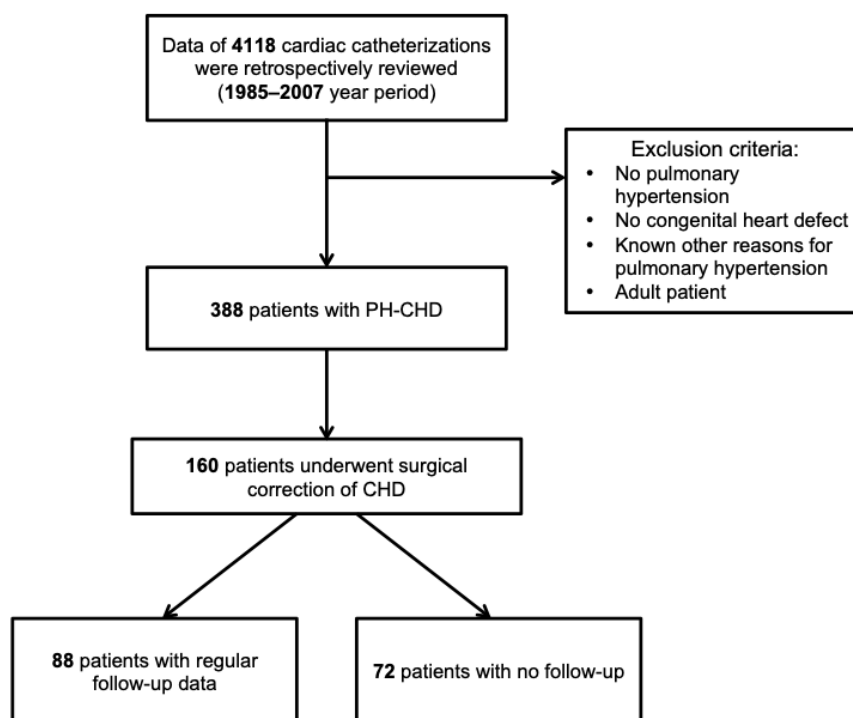 Data of 4118 cardiac catheterizations
were retrospectively reviewed
(1985–2007 year period)
Exclusion criteria:
• No pulmonary
hypertension
• No congenital heart defect
• Known other reasons for
pulmonary hypertension
• Adult patient
388 patients with PH-CHD
160 patients underwent surgical
correction of CHD
88 patients with regular
follow-up data
72 patients with no follow-up